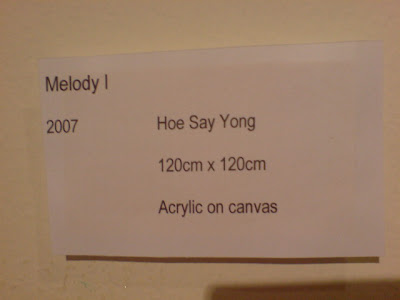 Melody I
2007 Hoe Say Yong
120cm x 120cm
Acrylic on canvas